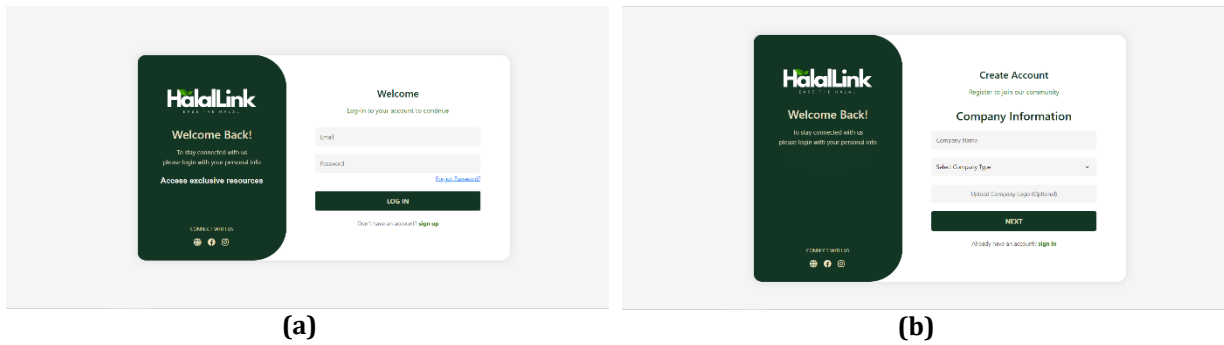 HalalLink
Welcome Back!
To stay connected with us
please login with your personal info
Access exclusive resources
CONNECT WITH US
Welcome
Log-in to your account to continue
Email
Password
Forgot Password?
LOG IN
Don't have an account? sign up
(a)
HalalLink
Welcome Back!
To stay connected with us
please login with your personal info
CONNECT WITH US
Create Account
Register to join our community
Company Information
Company Name
Select Company Type
Upload Company Logo (Optional)
NEXT
Already have an account? sign in
(b)